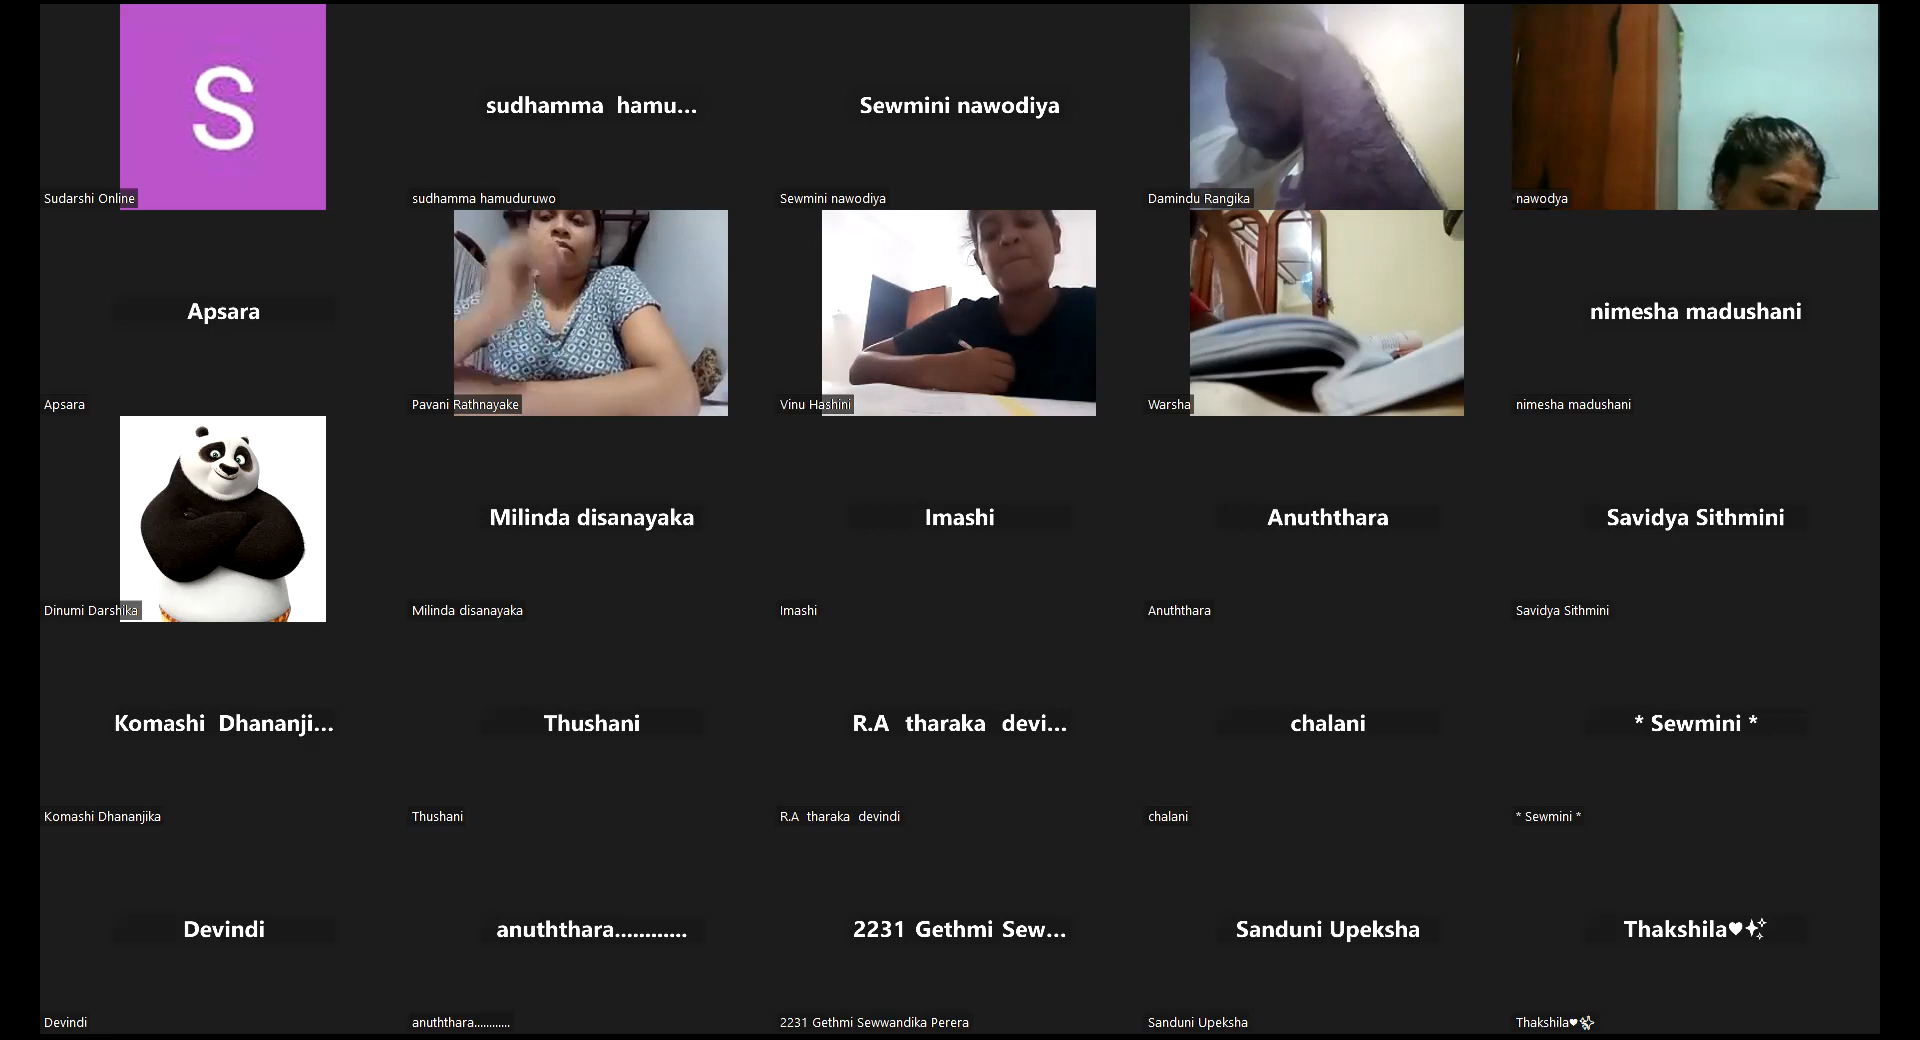 S
Sudarshi Online
sudhamma hamu...
sudhamma hamuduruwo
Sewmini nawodiya
Sewmini nawodiya
Damindu Rangika
nawodya
Apsara
Apsara
Pavani Rathnayake
Vinu Hashini
Warsha
nimesha madushani
nimesha madushani
Dinumi Darshika
Milinda disanayaka
Milinda disanayaka
Imashi
Imashi
Anuththara
Anuththara
Savidya Sithmini
Savidya Sithmini
Komashi Dhananji...
Komashi Dhananjika
Thushani
Thushani
R.A tharaka devi...
R.A tharaka devindi
chalani
chalani
* Sewmini *
* Sewmini *
Devindi
Devindi
anuththara............
anuththara............
2231 Gethmi Sew...
2231 Gethmi Sewwandika Perera
Sanduni Upeksha
Sanduni Upeksha
Thakshila♥✨
Thakshila♥✨